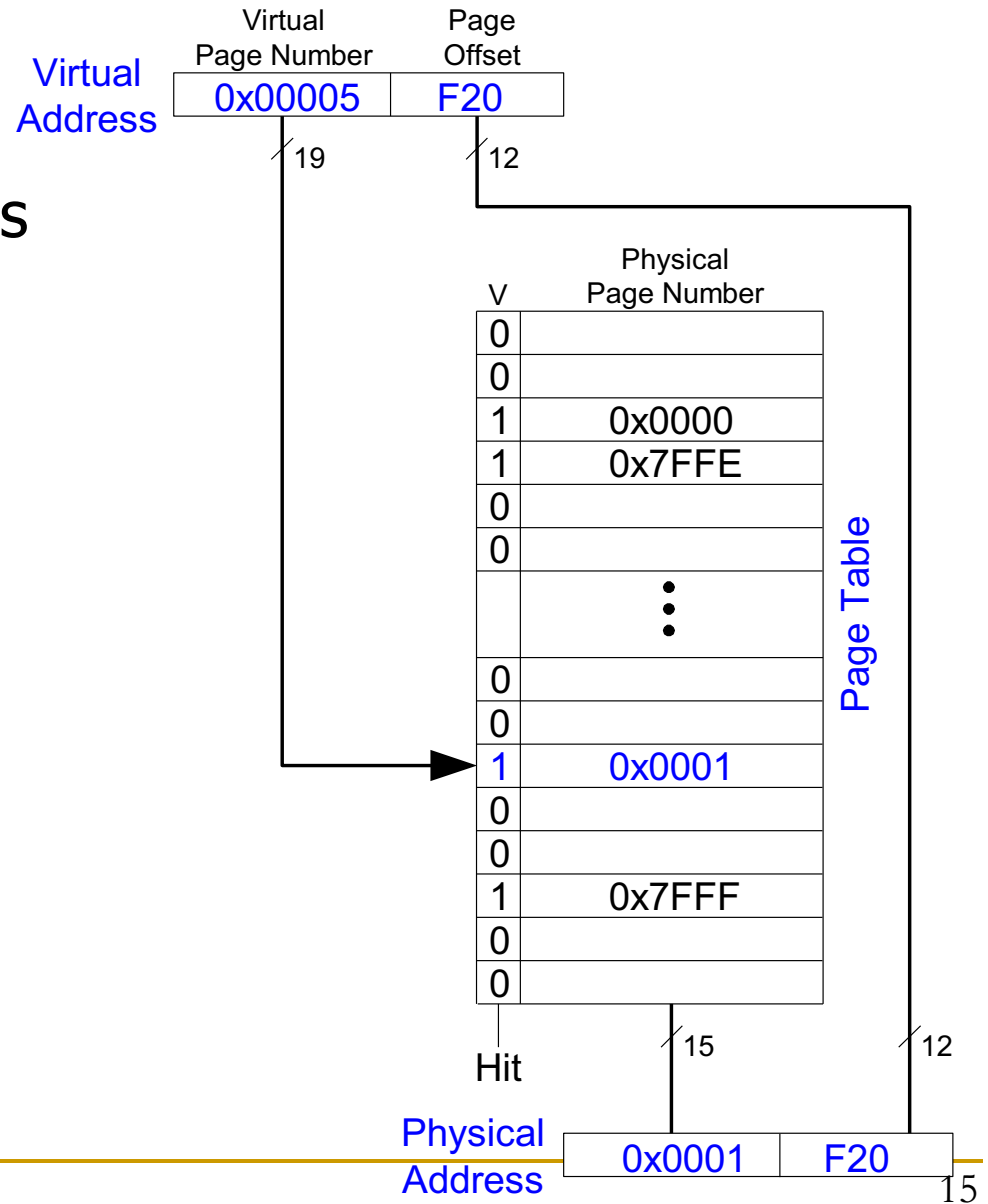 Virtual Page
Page Number Offset
Virtual
Address
0x00005 F20
19 12
s
Physical
V Page Number
0
0
1 0x0000
1 0x7FFE
0
0
Page Table
0
0
1 0x0001
0
0
1 0x7FFF
0
0
15 12
Hit
Physical
Address
0x0001 F20
15